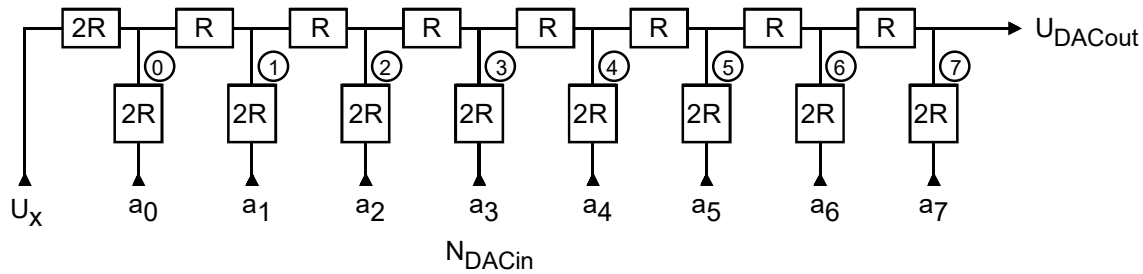 2R R R R R R R R U_DACout
0 1 2 3 4 5 6 7
2R 2R 2R 2R 2R 2R 2R 2R
U_x a_0 a_1 a_2 a_3 a_4 a_5 a_6 a_7
N_DACin